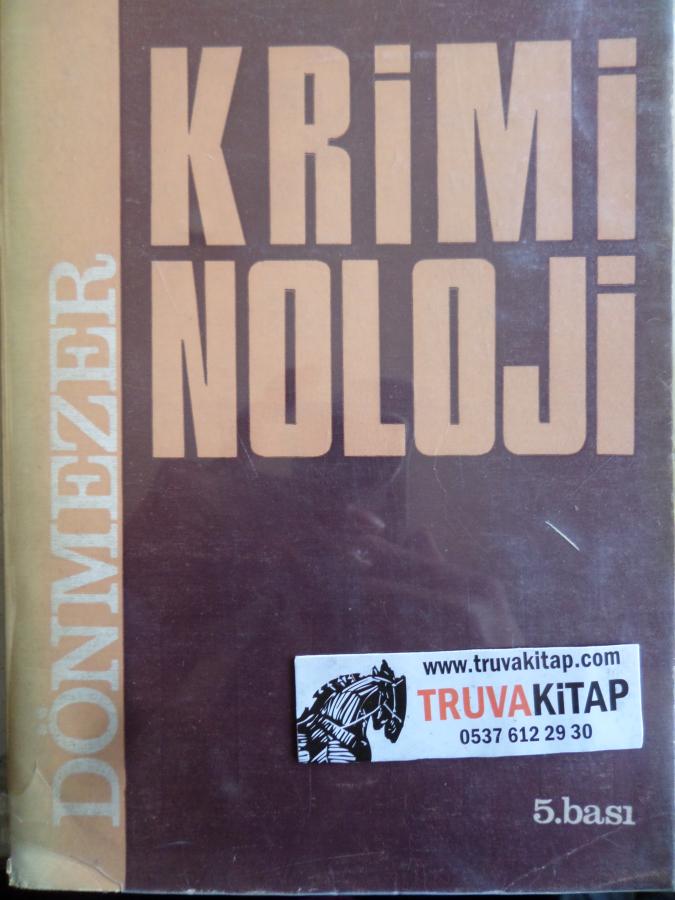 KRiMi
NOLOJi
DÖNMEZER
www.truvakitap.com
TRUVAKiTAP
0537 612 29 30
5.bası